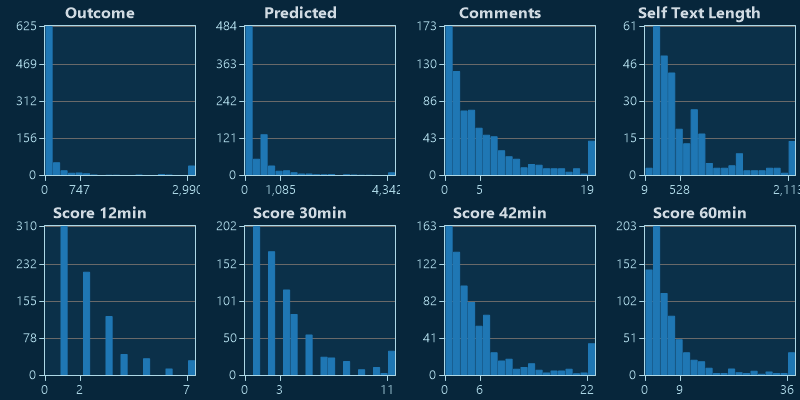 Outcome
625
469
312
156
0
0 747 2,990
Predicted
484
363
242
121
0
0 1,085 4,342
Comments
173
130
86
43
0
0 5 19
Self Text Length
61
46
30
15
0
9 528 2,113
Score 12min
310
232
155
78
0
0 2 7
Score 30min
202
152
101
50
0
0 3 11
Score 42min
163
122
82
41
0
0 6 22
Score 60min
203
152
102
51
0
0 9 36